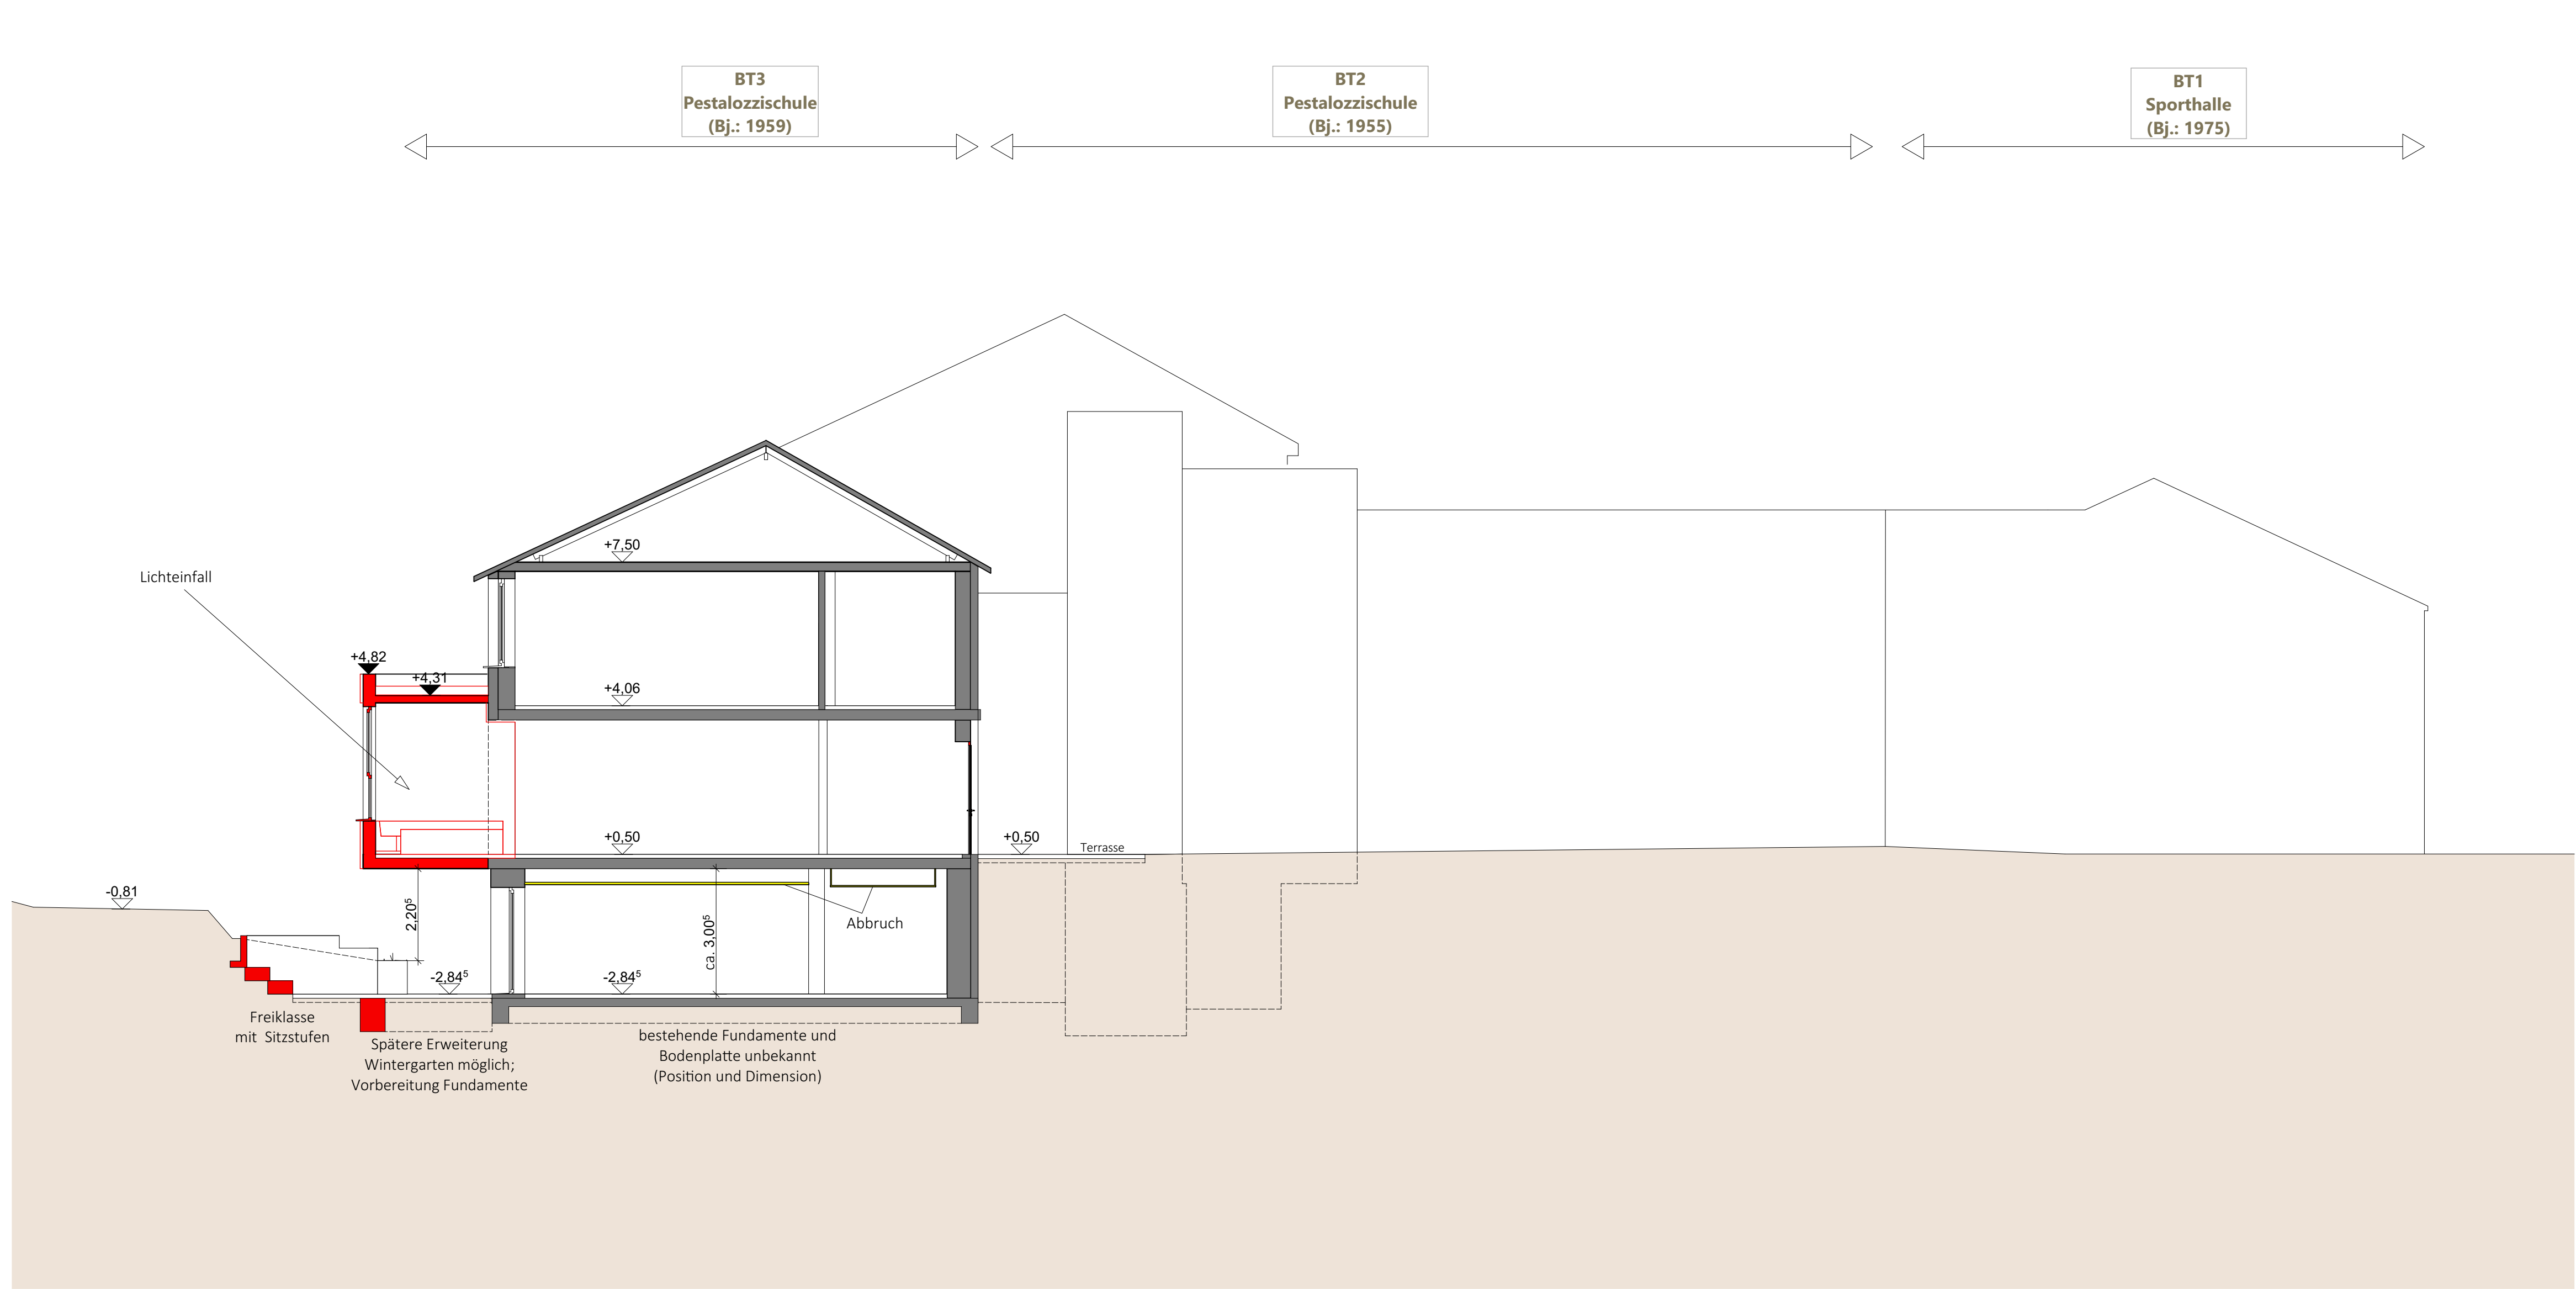 BT3
Pestalozzischule
(Bj.: 1959)
BT2
Pestalozzischule
(Bj.: 1955)
BT1
Sporthalle
(Bj.: 1975)
+7,50
Lichteinfall
+4,82
+4,31
+4,06
+0,50
+0,50
Terrasse
-0,81
2,20⁵
ca. 3,00⁵
Abbruch
-2,84⁵
-2,84⁵
Freiklasse
mit Sitzstufen
Spätere Erweiterung
Wintergarten möglich;
Vorbereitung Fundamente
bestehende Fundamente und
Bodenplatte unbekannt
(Position und Dimension)